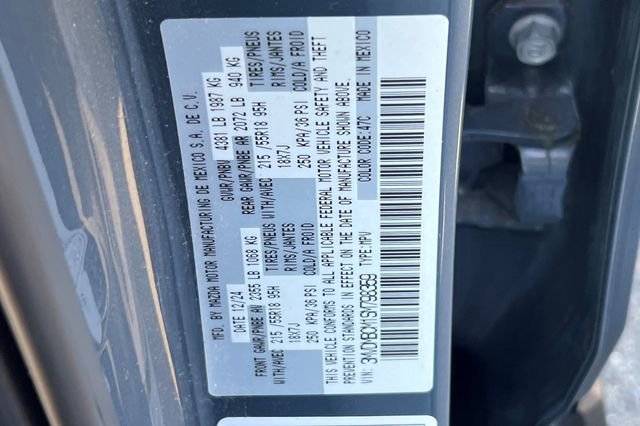 MFD. BY MAZDA MOTOR MANUFACTURING DE MEXICO S.A. DE C.V.
DATE 12/24 GVWR/PNBV 4381 LB 1987 KG
FRONT GAWR/PNBE AV 2355 LB 1068 KG REAR GAWR/PNBE AR 2072 LB 940 KG
WITH/AVEC 215/55R18 95H TIRES/PNEUS WITH/AVEC 215/55R18 95H TIRES/PNEUS
18X7J RIMS/JANTES 18X7J RIMS/JANTES
250 KPA/36 PSI COLD/A FROID 250 KPA/36 PSI COLD/A FROID
THIS VEHICLE CONFORMS TO ALL APPLICABLE FEDERAL MOTOR VEHICLE SAFETY AND THEFT
PREVENTION STANDARDS IN EFFECT ON THE DATE OF MANUFACTURE SHOWN ABOVE.
MADE IN MEXICO
VIN: TYPE:MPV COLOR CODE:47C